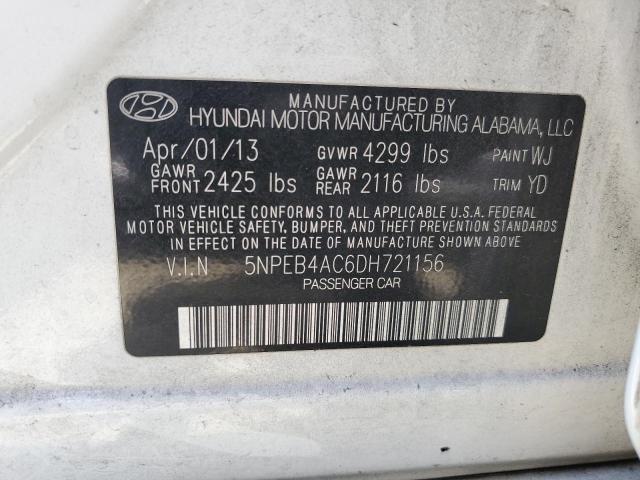 MANUFACTURED BY
HYUNDAI MOTOR MANUFACTURING ALABAMA, LLC
Apr/01/13 GVWR 4299 lbs PAINT WJ
GAWR FRONT 2425 lbs GAWR REAR 2116 lbs TRIM YD
THIS VEHICLE CONFORMS TO ALL APPLICABLE U.S.A. FEDERAL
MOTOR VEHICLE SAFETY, BUMPER, AND THEFT PREVENTION
STANDARDS IN EFFECT ON THE DATE OF MANUFACTURE SHOWN ABOVE.
V.I.N 5NPEB4AC6DH721156
PASSENGER CAR